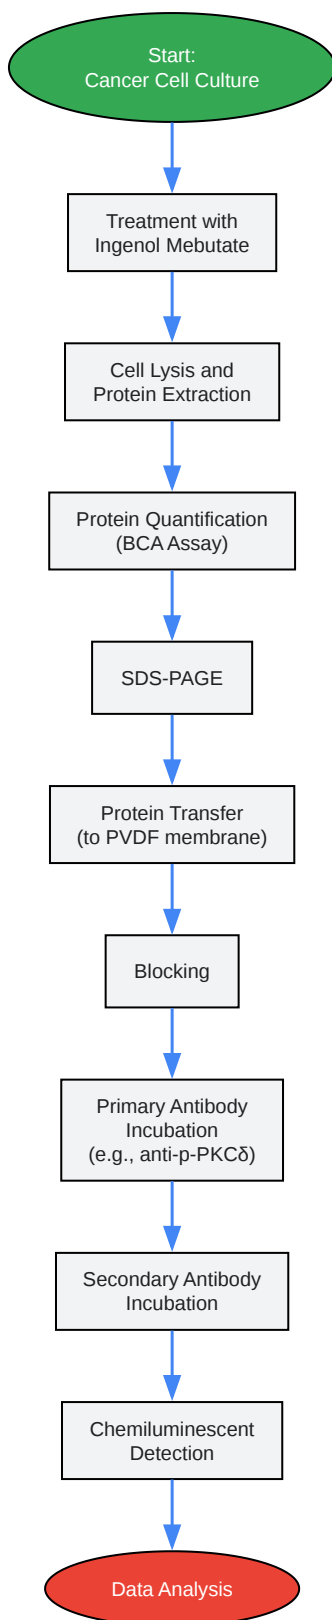 Start:
Cancer Cell Culture
Treatment with
Ingenol Mebutate
Cell Lysis and
Protein Extraction
Protein Quantification
(BCA Assay)
SDS-PAGE
Protein Transfer
(to PVDF membrane)
Blocking
Primary Antibody
Incubation
(e.g., anti-p-PKCδ)
Secondary Antibody
Incubation
Chemiluminescent
Detection
Data Analysis